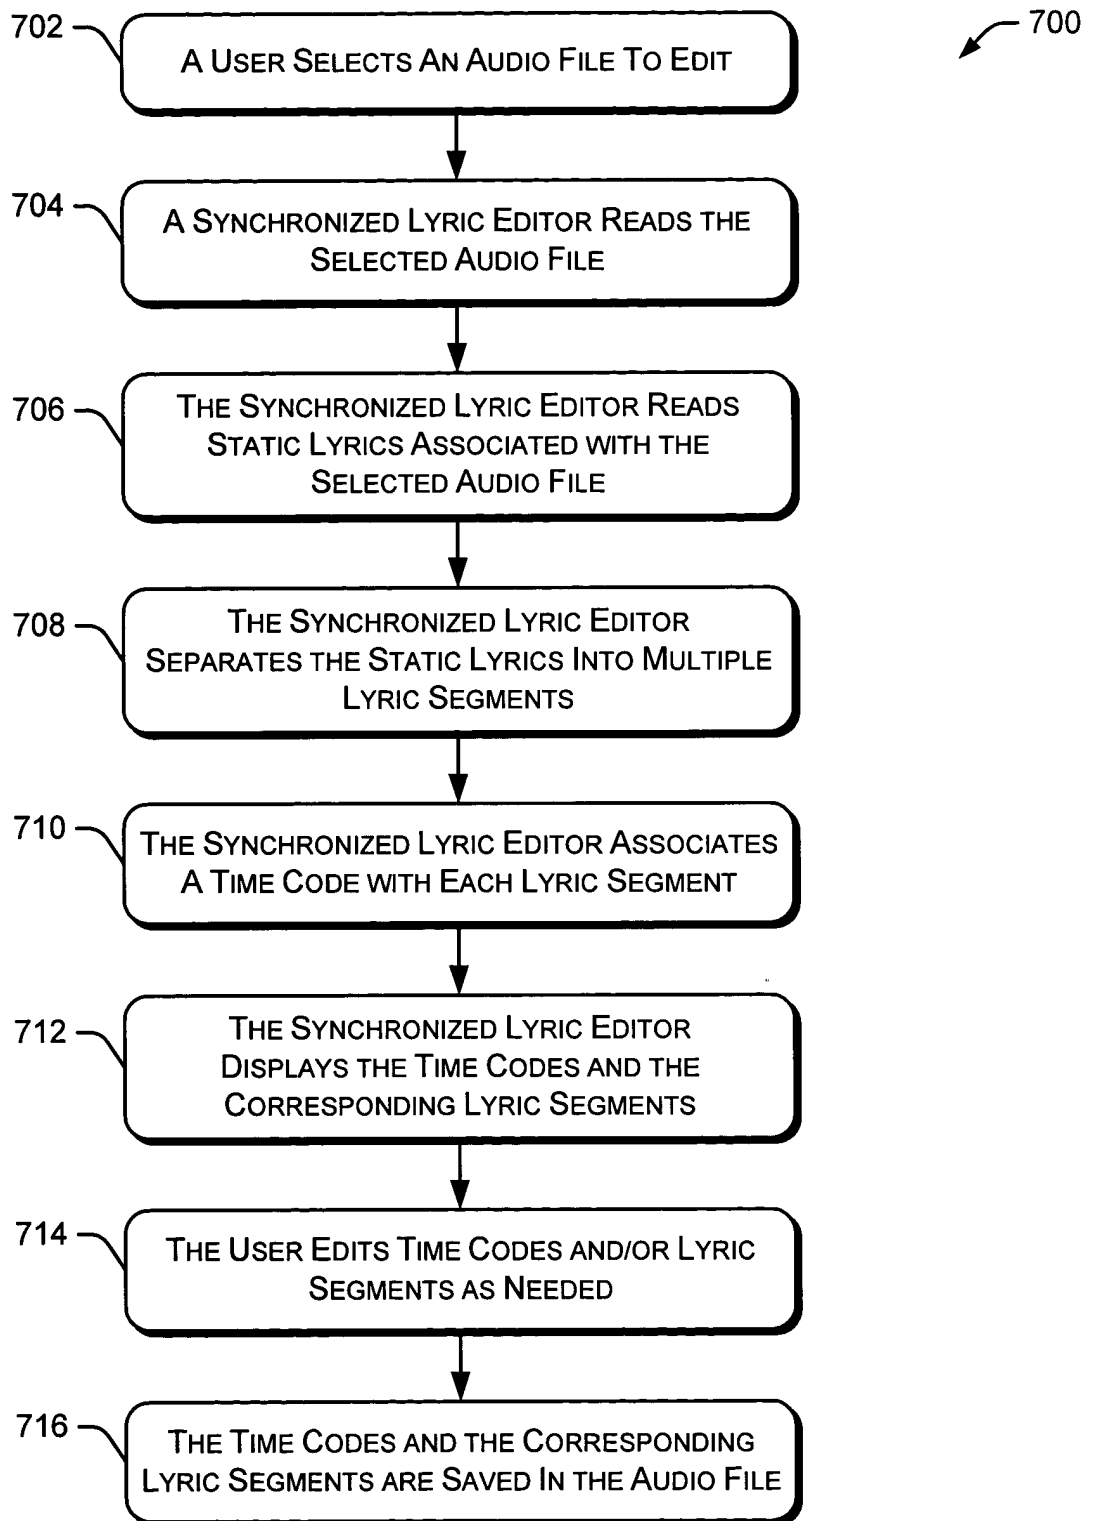 702
700
A USER SELECTS AN AUDIO FILE TO EDIT
704
A SYNCHRONIZED LYRIC EDITOR READS THE
SELECTED AUDIO FILE
706
THE SYNCHRONIZED LYRIC EDITOR READS
STATIC LYRICS ASSOCIATED WITH THE
SELECTED AUDIO FILE
708
THE SYNCHRONIZED LYRIC EDITOR
SEPARATES THE STATIC LYRICS INTO MULTIPLE
LYRIC SEGMENTS
710
THE SYNCHRONIZED LYRIC EDITOR ASSOCIATES
A TIME CODE WITH EACH LYRIC SEGMENT
712
THE SYNCHRONIZED LYRIC EDITOR
DISPLAYS THE TIME CODES AND THE
CORRESPONDING LYRIC SEGMENTS
714
THE USER EDITS TIME CODES AND/OR LYRIC
SEGMENTS AS NEEDED
716
THE TIME CODES AND THE CORRESPONDING
LYRIC SEGMENTS ARE SAVED IN THE AUDIO FILE